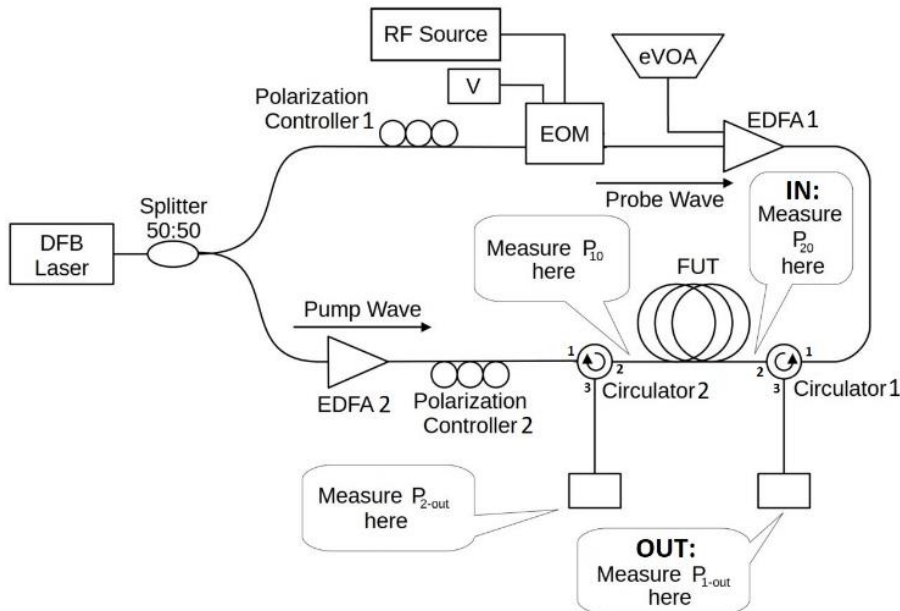 RF Source
V
eVOA
Polarization
Controller 1
EOM
EDFA 1
Probe Wave
IN:
Measure
P20
here
Splitter
50:50
DFB
Laser
Measure P10
here
FUT
Pump Wave
EDFA 2
Polarization
Controller 2
1
2
3
Circulator 2
1
2
3
Circulator 1
Measure P2-out
here
OUT:
Measure P1-out
here